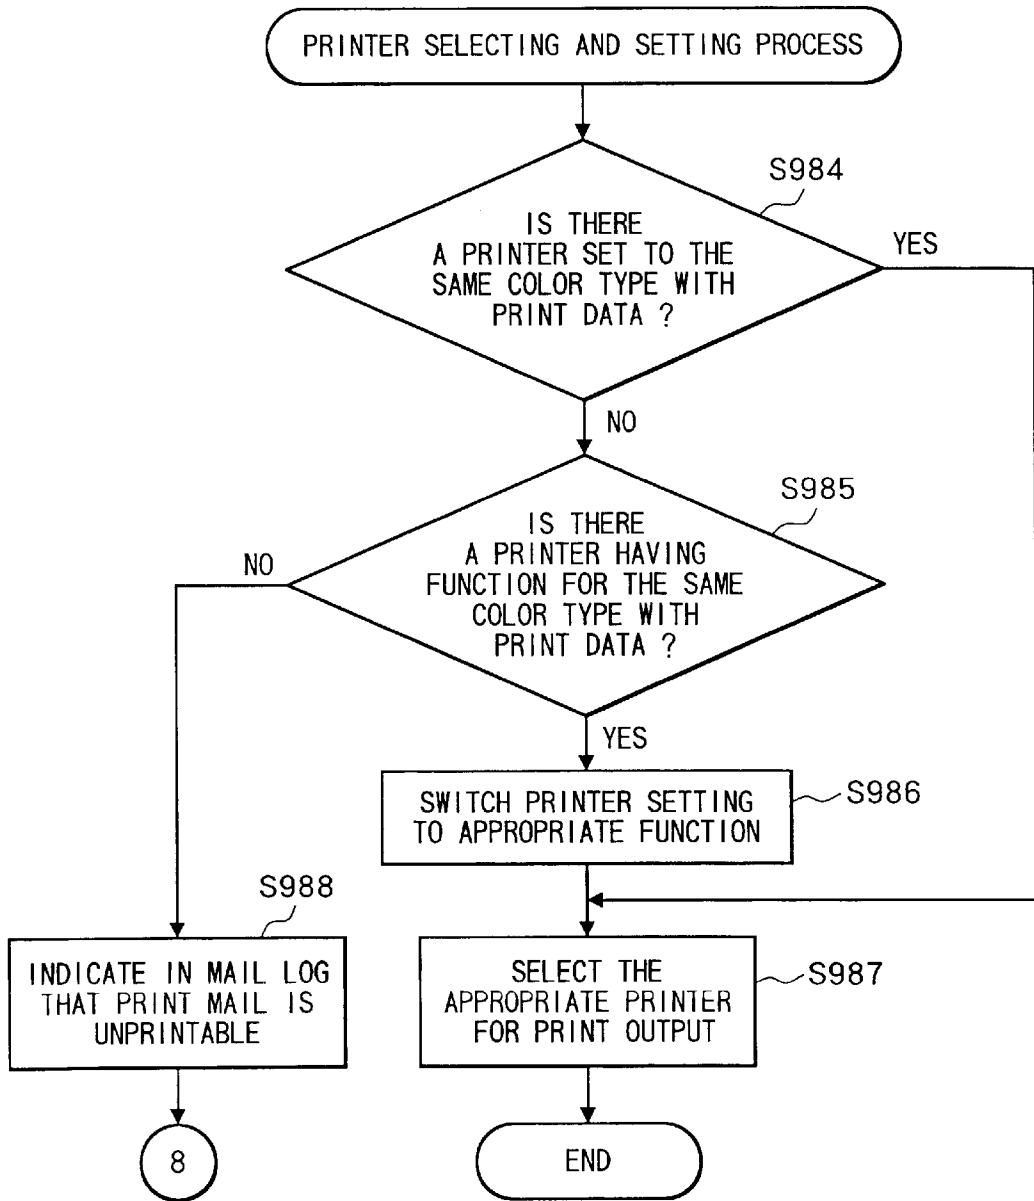 PRINTER SELECTING AND SETTING PROCESS
S984
IS THERE
A PRINTER SET TO THE
SAME COLOR TYPE WITH
PRINT DATA ?
YES
NO
S985
IS THERE
A PRINTER HAVING
FUNCTION FOR THE SAME
COLOR TYPE WITH
PRINT DATA ?
NO
YES
SWITCH PRINTER SETTING
TO APPROPRIATE FUNCTION
S986
S988
INDICATE IN MAIL LOG
THAT PRINT MAIL IS
UNPRINTABLE
SELECT THE
APPROPRIATE PRINTER
FOR PRINT OUTPUT
S987
8
END